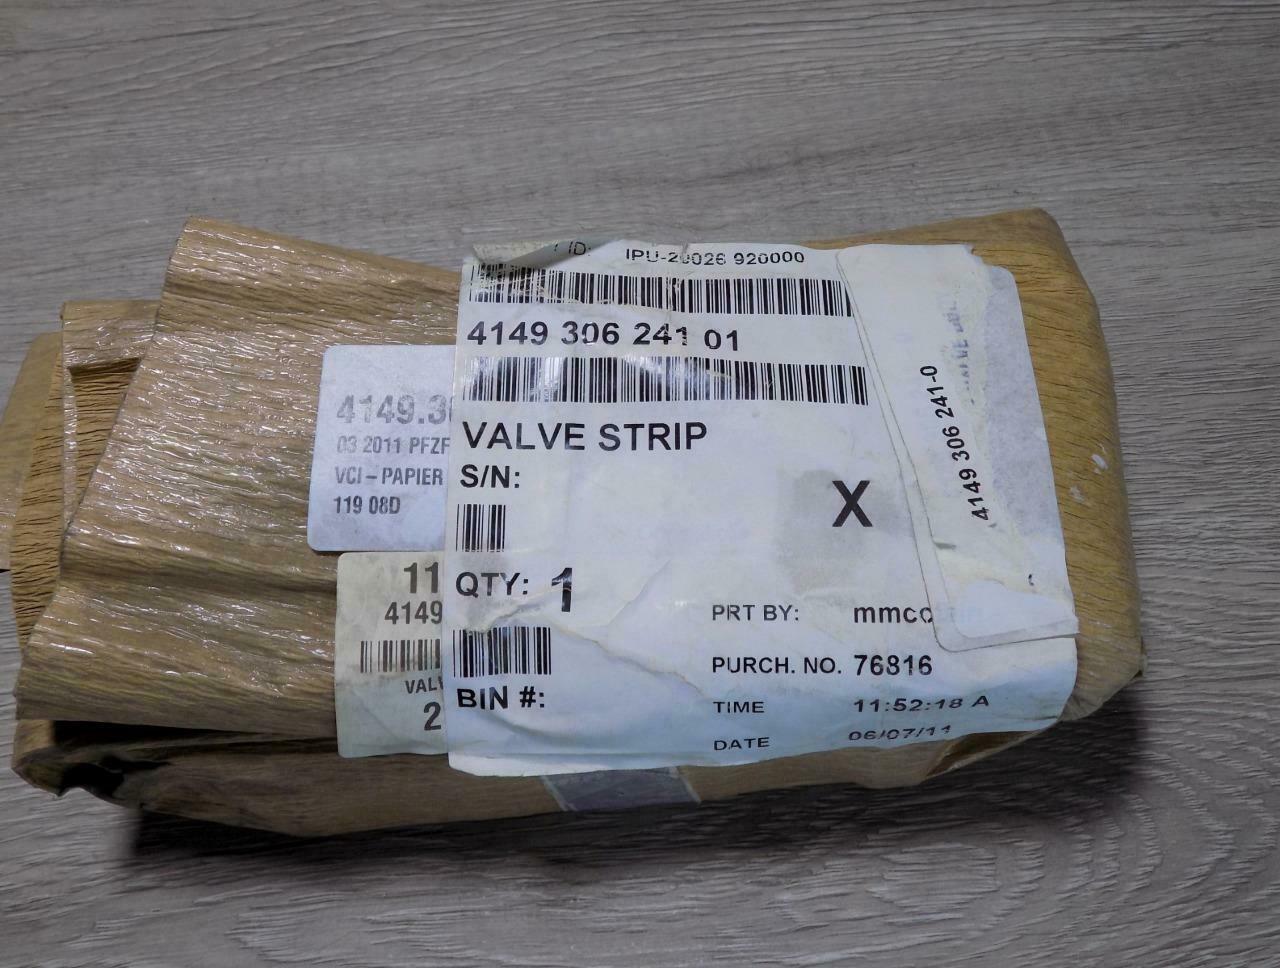 ID: IPU-20026 920000
4149 306 241 01
VALVE STRIP
S/N:
X
QTY: 1
PRT BY:
PURCH. NO. 76816
BIN #:
TIME 11:52:18 A
DATE 06/07/11
4149 306 241-0
4149.3
03 2011 PFZF
VCI-PAPIER
119 08D
11
4149
VALV
2